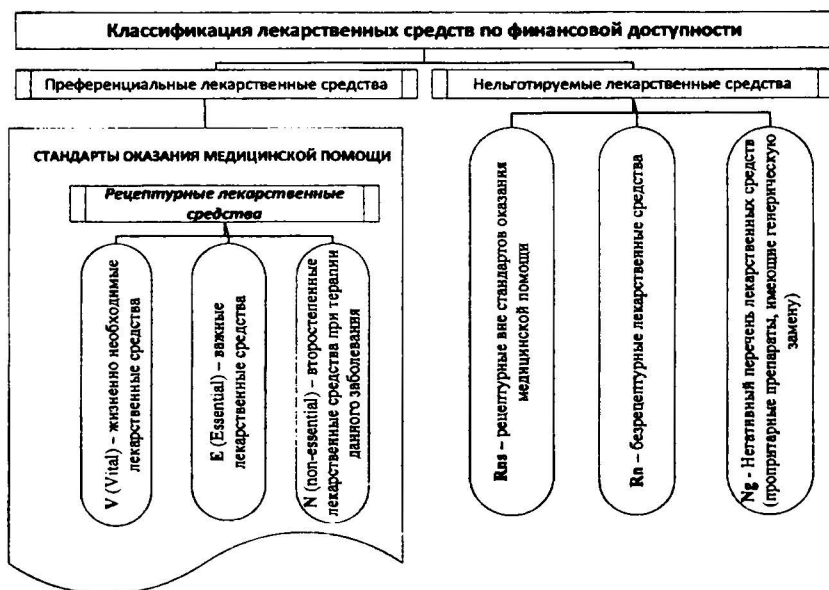 Классификация лекарственных средств по финансовой доступности
Преференциальные лекарственные средства
Нельготируемые лекарственные средства
СТАНДАРТЫ ОКАЗАНИЯ МЕДИЦИНСКОЙ ПОМОЩИ
Рецептурные лекарственные
средства
V (Vital) – жизненно необходимые
лекарственные средства
E (Essential) – важные
лекарственные средства
N (non-essential) – второстепенные
лекарственные средства при терапии
данного заболевания
Rns – рецептурные вне стандартов оказания
медицинской помощи
Rn – безрецептурные лекарственные средства
Ng - Негативный перечень лекарственных средств
(пропритарные препараты, имеющие генерическую
замену)